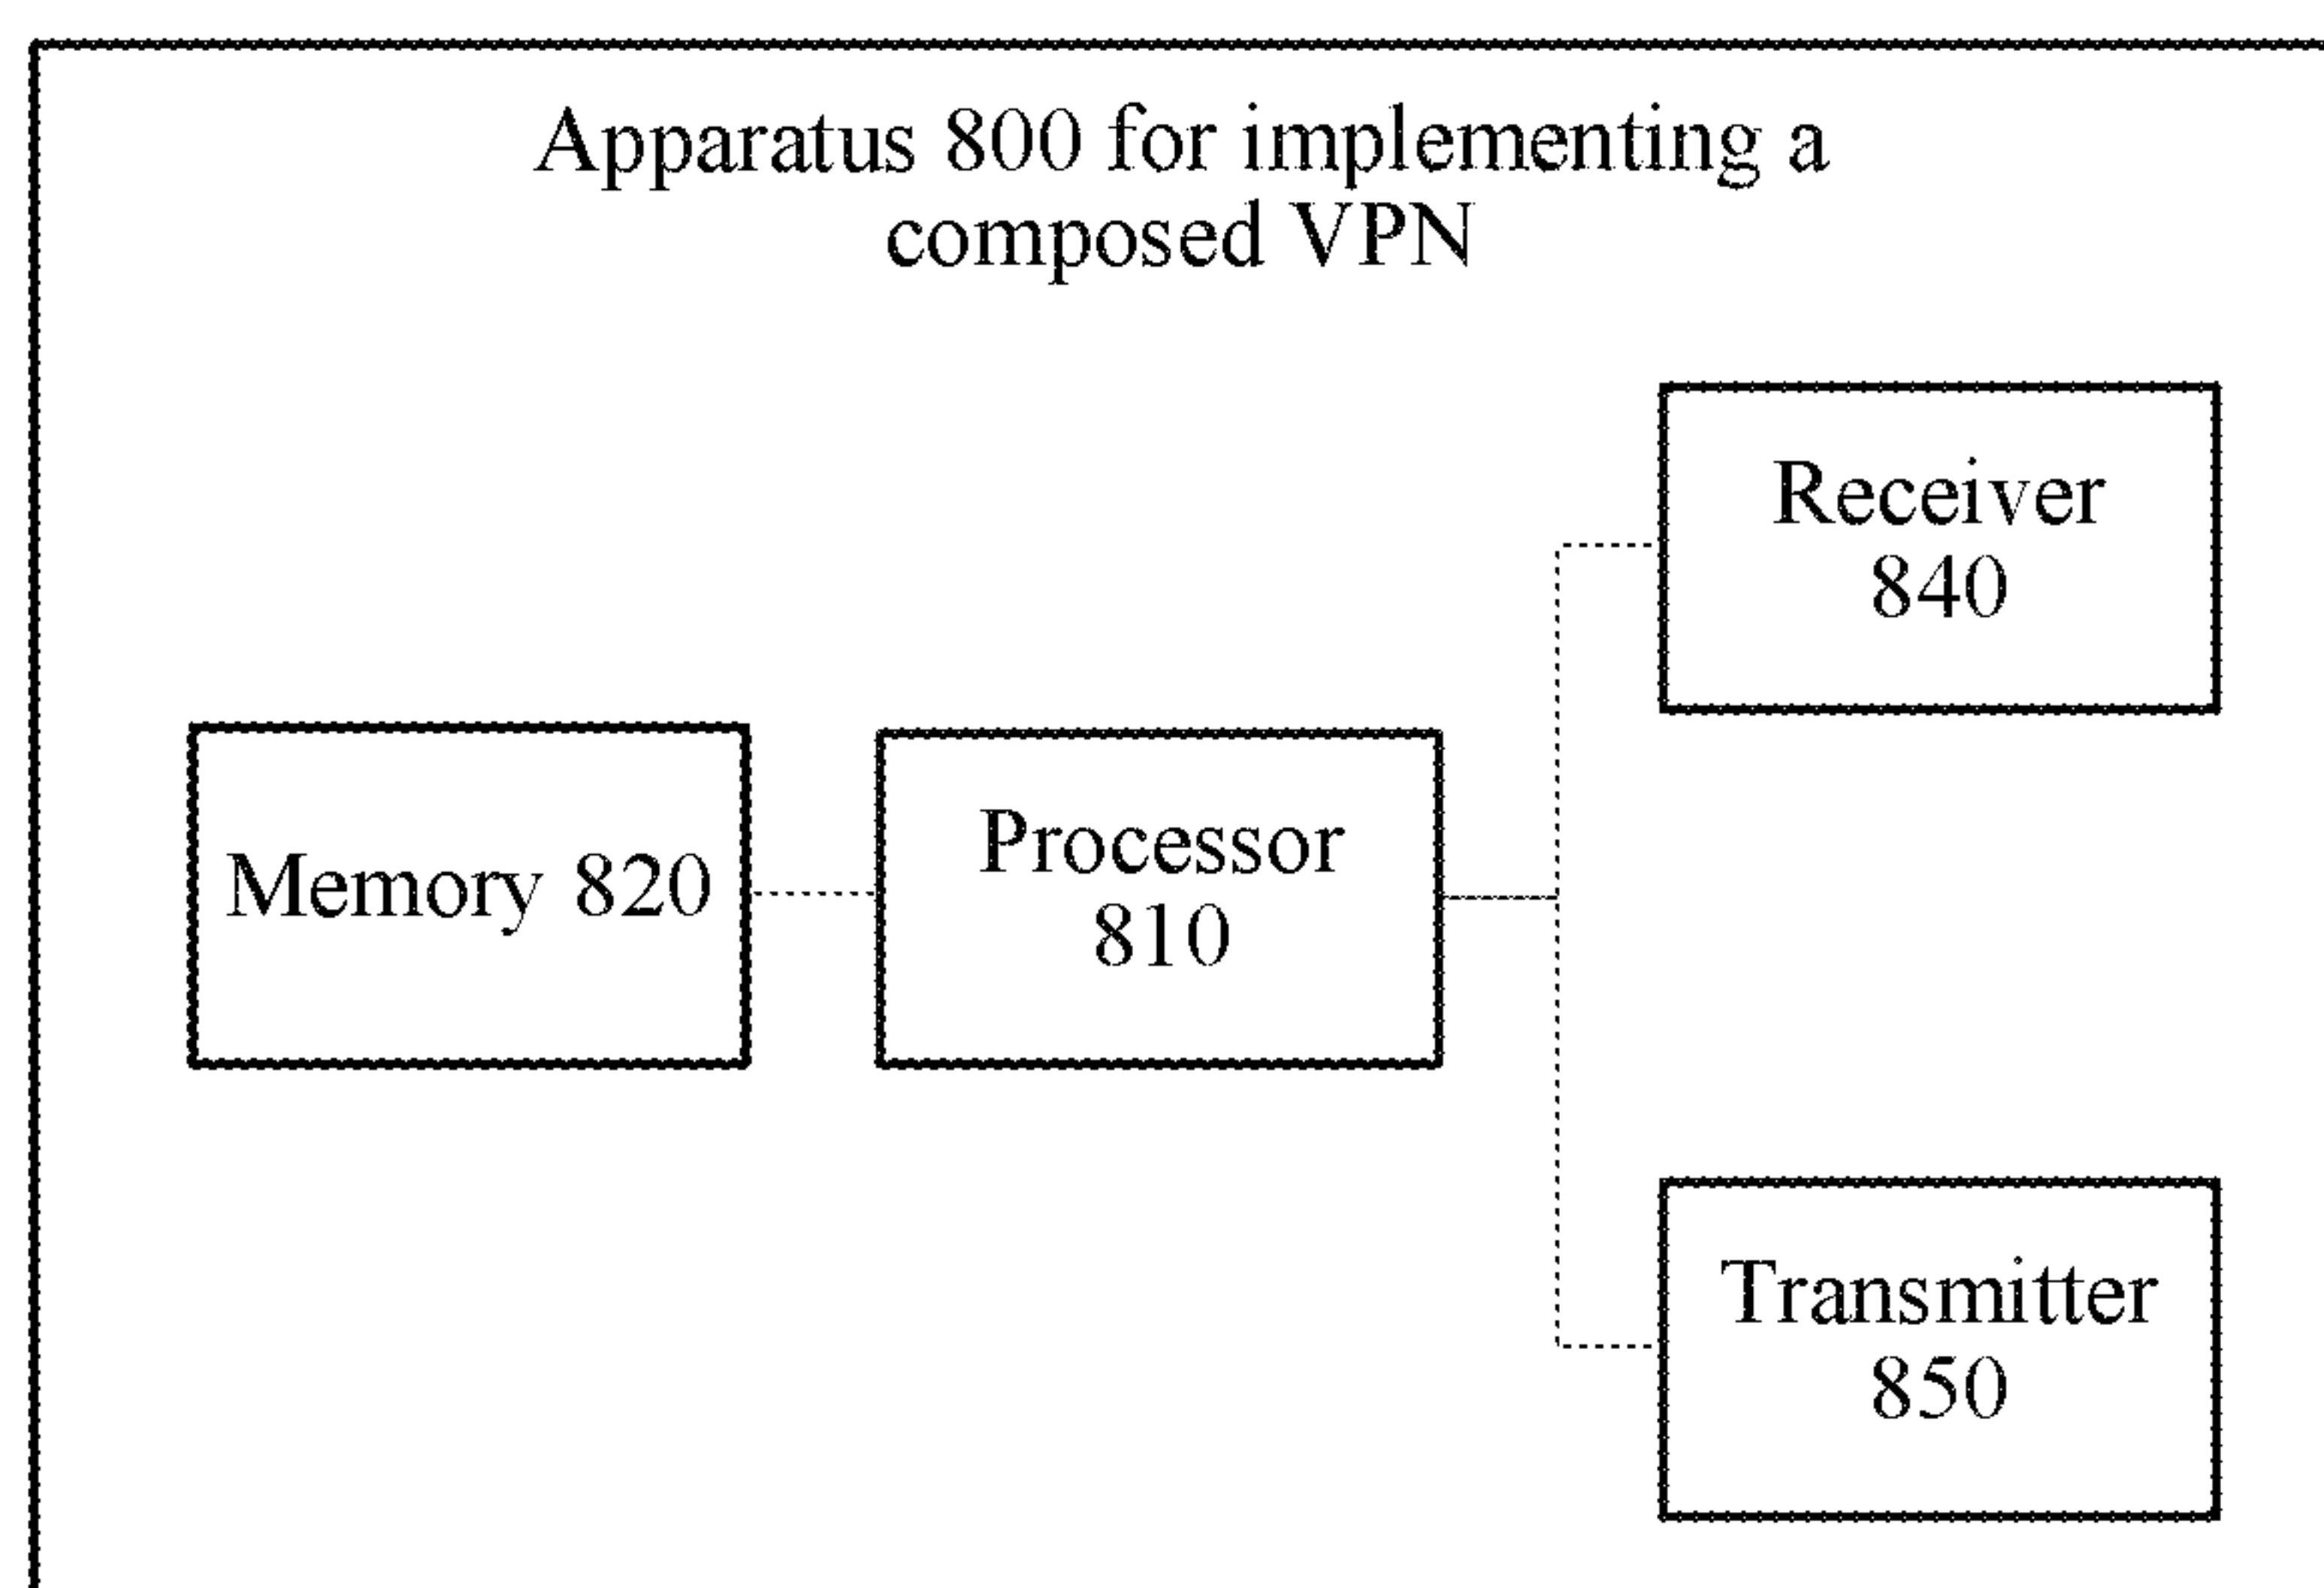 Apparatus 800 for implementing a
composed VPN
Receiver
840
Memory 820
Processor
810
Transmitter
850